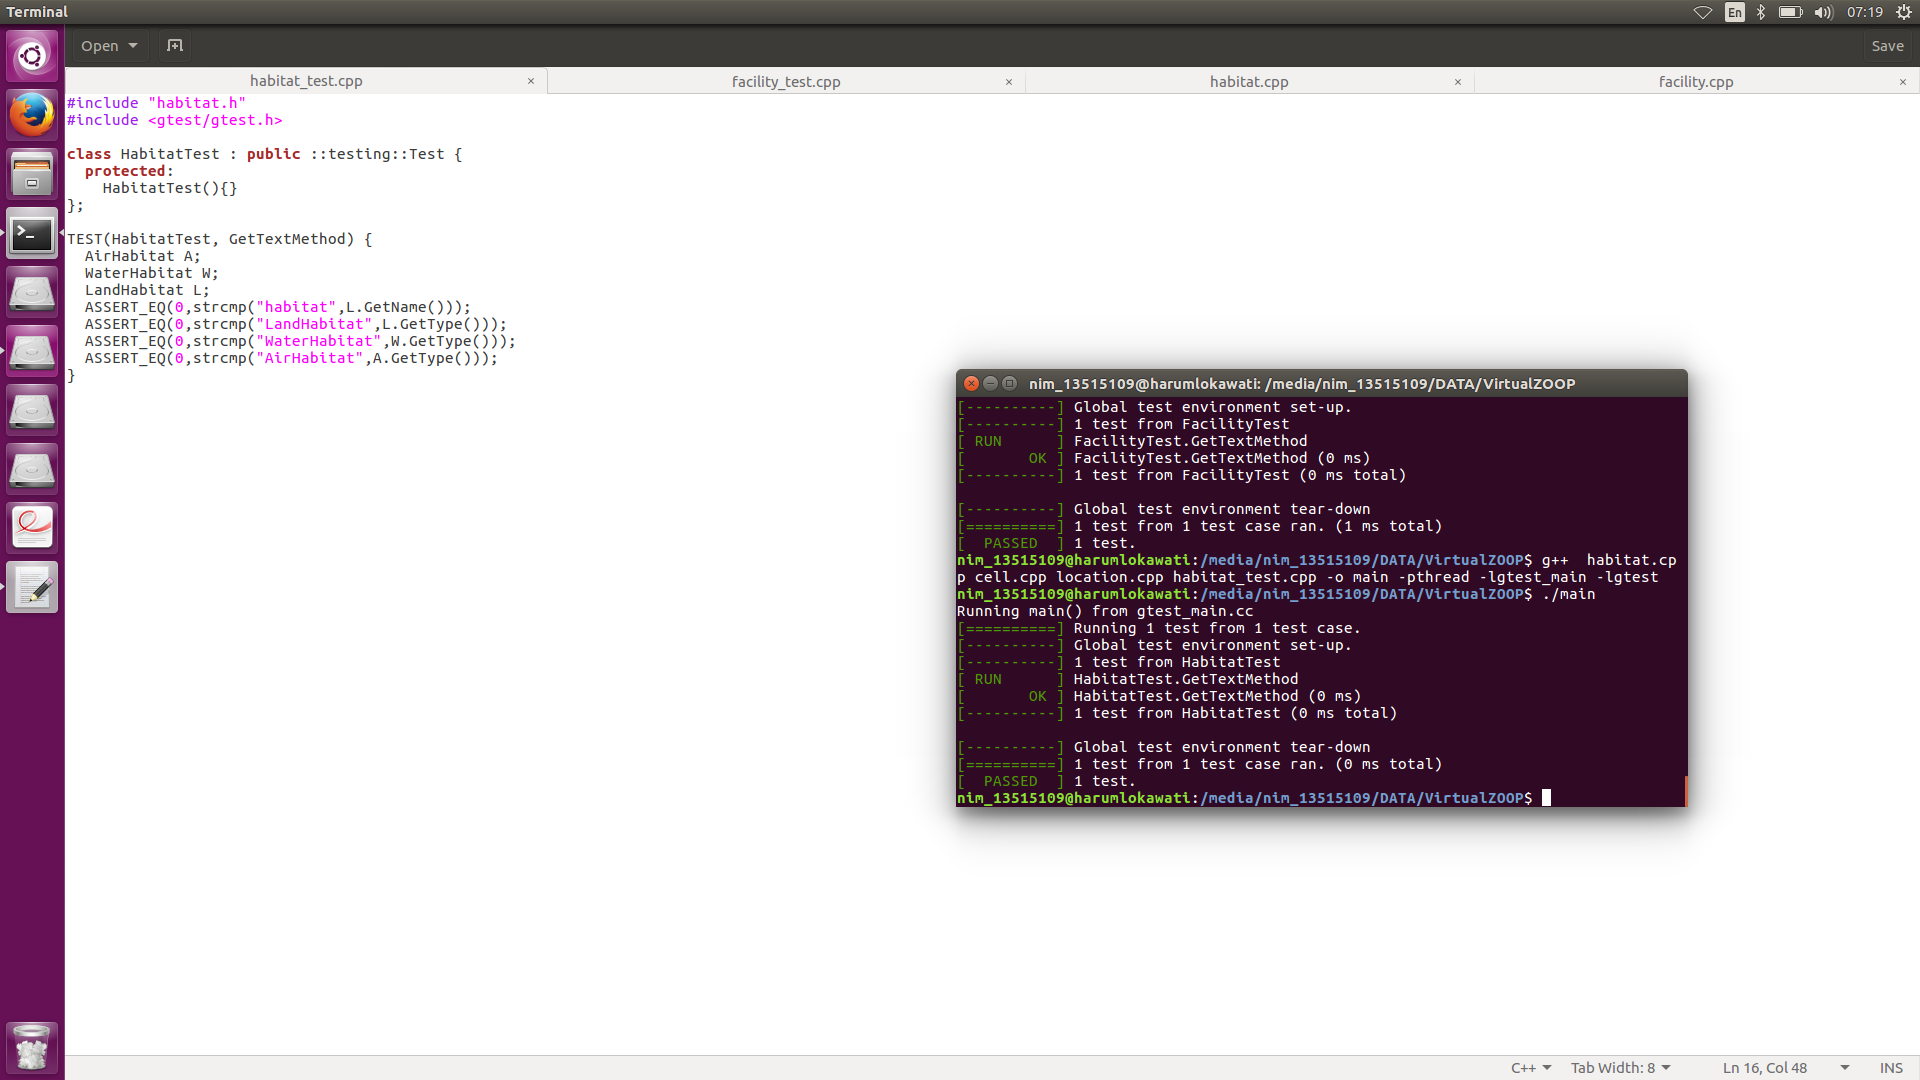 Terminal
En
07:19
Open
Save
habitat_test.cpp ×
facility_test.cpp ×
habitat.cpp ×
facility.cpp ×
#include "habitat.h"
#include <gtest/gtest.h>
class HabitatTest : public ::testing::Test {
protected:
HabitatTest(){}
};
TEST(HabitatTest, GetTextMethod) {
AirHabitat A;
WaterHabitat W;
LandHabitat L;
ASSERT_EQ(0,strcmp("habitat",L.GetName()));
ASSERT_EQ(0,strcmp("LandHabitat",L.GetType()));
ASSERT_EQ(0,strcmp("WaterHabitat",W.GetType()));
ASSERT_EQ(0,strcmp("AirHabitat",A.GetType()));
}
nim_13515109@harumlokawati: /media/nim_13515109/DATA/VirtualZOOP
[----------] Global test environment set-up.
[----------] 1 test from FacilityTest
[ RUN      ] FacilityTest.GetTextMethod
[       OK ] FacilityTest.GetTextMethod (0 ms)
[----------] 1 test from FacilityTest (0 ms total)
[----------] Global test environment tear-down
[==========] 1 test from 1 test case ran. (1 ms total)
[  PASSED  ] 1 test.
nim_13515109@harumlokawati:/media/nim_13515109/DATA/VirtualZOOP$ g++  habitat.cp
p cell.cpp location.cpp habitat_test.cpp -o main -pthread -lgtest_main -lgtest
nim_13515109@harumlokawati:/media/nim_13515109/DATA/VirtualZOOP$ ./main
Running main() from gtest_main.cc
[==========] Running 1 test from 1 test case.
[----------] Global test environment set-up.
[----------] 1 test from HabitatTest
[ RUN      ] HabitatTest.GetTextMethod
[       OK ] HabitatTest.GetTextMethod (0 ms)
[----------] 1 test from HabitatTest (0 ms total)
[----------] Global test environment tear-down
[==========] 1 test from 1 test case ran. (0 ms total)
[  PASSED  ] 1 test.
nim_13515109@harumlokawati:/media/nim_13515109/DATA/VirtualZOOP$
C++
Tab Width: 8
Ln 16, Col 48
INS